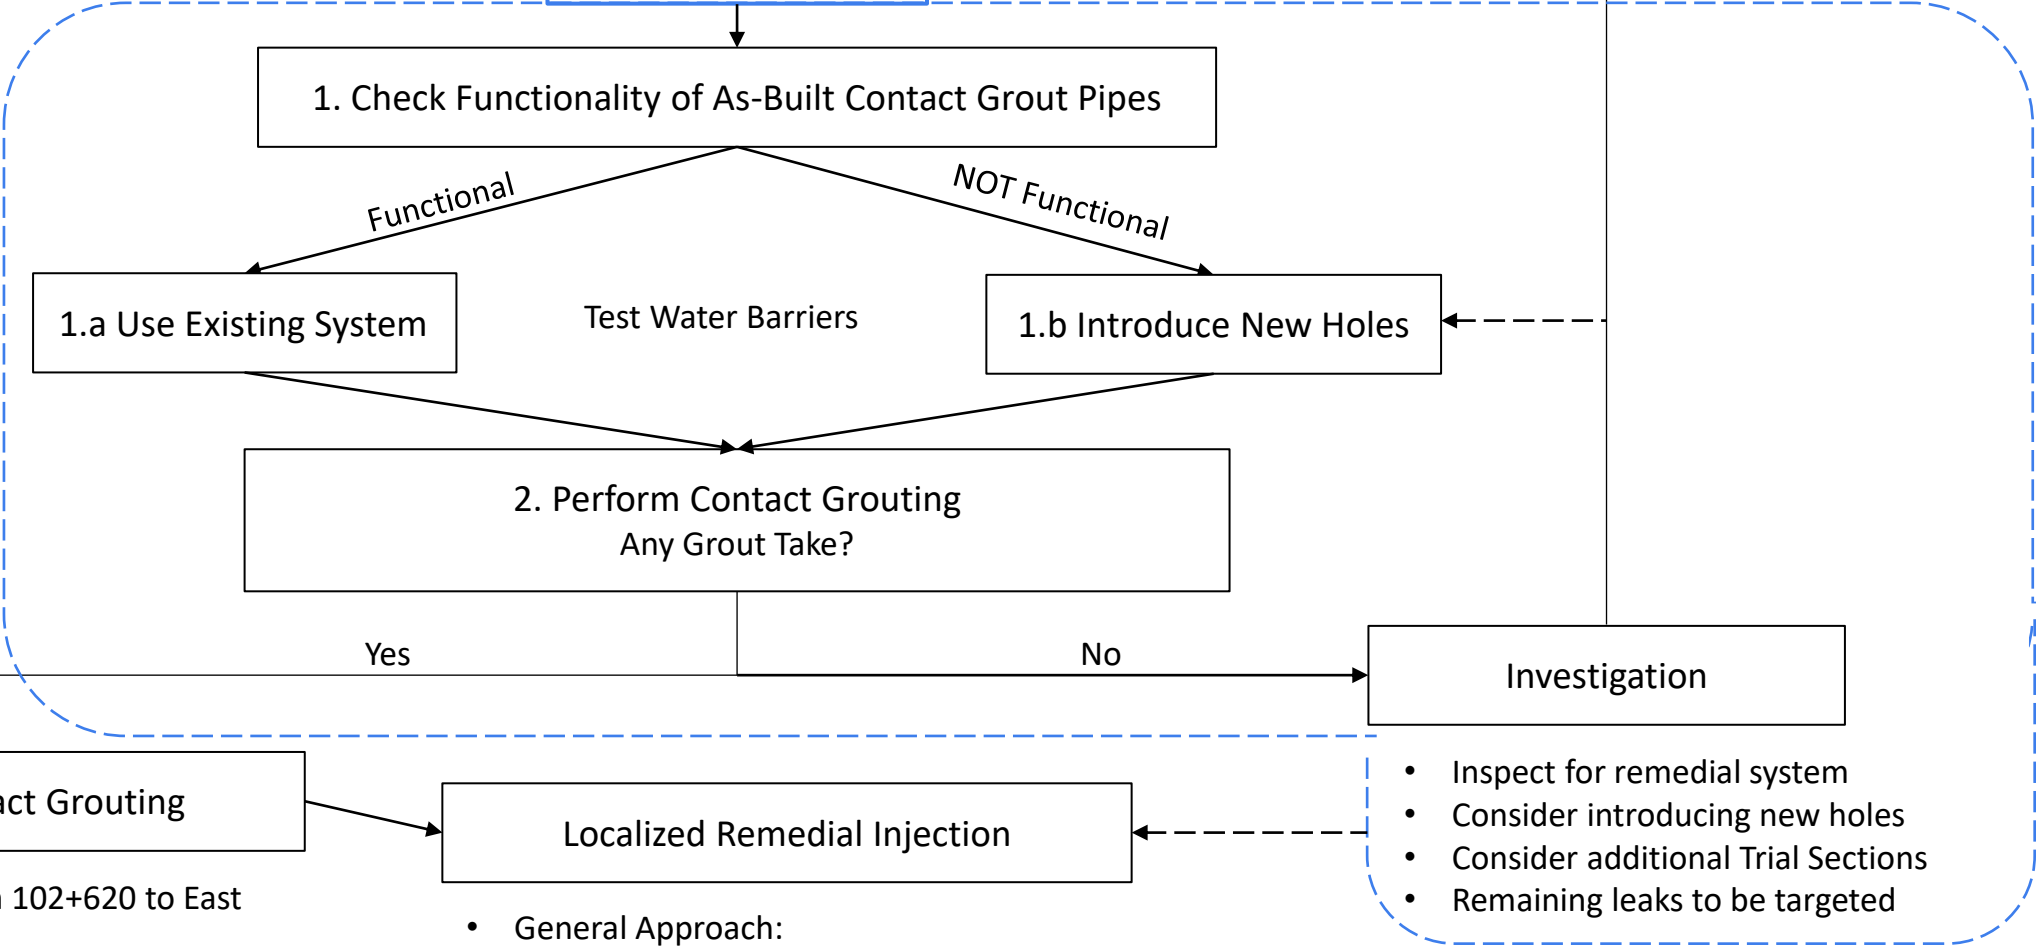 1. Check Functionality of As-Built Contact Grout Pipes
Functional
NOT Functional
1.a Use Existing System
Test Water Barriers
1.b Introduce New Holes
2. Perform Contact Grouting
Any Grout Take?
Yes
No
Investigation
Grouting
Localized Remedial Injection
• Inspect for remedial system
• Consider introducing new holes
• Consider additional Trial Sections
• Remaining leaks to be targeted
102+620 to East
• General Approach: